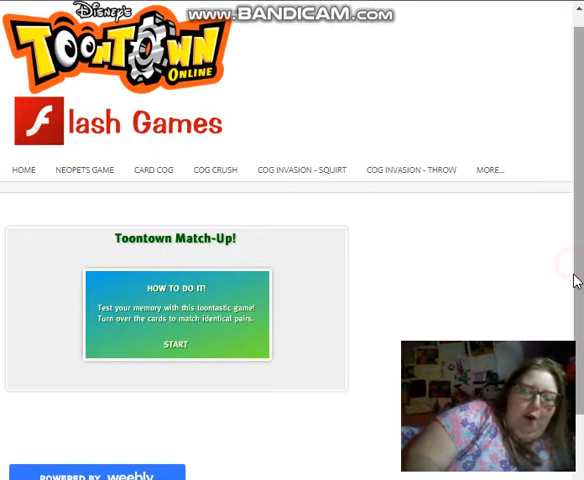 www.BANDICAM.com
Disney's
TOONTOWN
ONLINE
flash Games
HOME NEOPETS GAME CARD COG COG CRUSH COG INVASION - SQUIRT COG INVASION - THROW MORE...
Toontown Match-Up!
HOW TO DO IT!
Test your memory with this toontastic game!
Turn over the cards to match identical pairs.
START
POWERED BY weebly